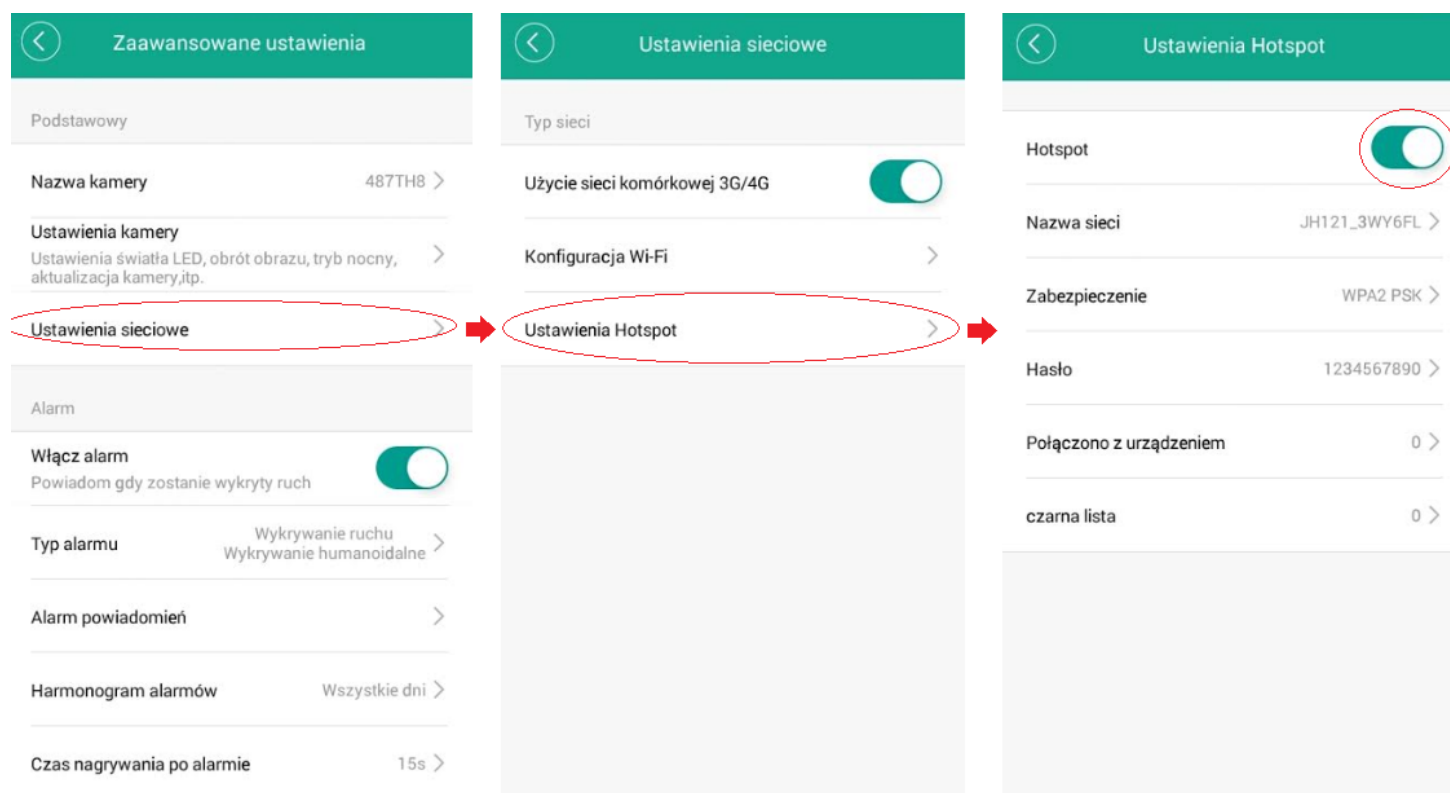 Zaawansowane ustawienia
Podstawowy
Nazwa kamery 487TH8
Ustawienia kamery
Ustawienia światła LED, obrót obrazu, tryb nocny,
aktualizacja kamery,itp.
Ustawienia sieciowe
Alarm
Włącz alarm
Powiadom gdy zostanie wykryty ruch
Typ alarmu Wykrywanie ruchu
Wykrywanie humanoidalne
Alarm powiadomień
Harmonogram alarmów Wszystkie dni
Czas nagrywania po alarmie 15s
Ustawienia sieciowe
Typ sieci
Użycie sieci komórkowej 3G/4G
Konfiguracja Wi-Fi
Ustawienia Hotspot
Ustawienia Hotspot
Hotspot
Nazwa sieci JH121_3WY6FL
Zabezpieczenie WPA2 PSK
Hasło 1234567890
Połączono z urządzeniem 0
czarna lista 0